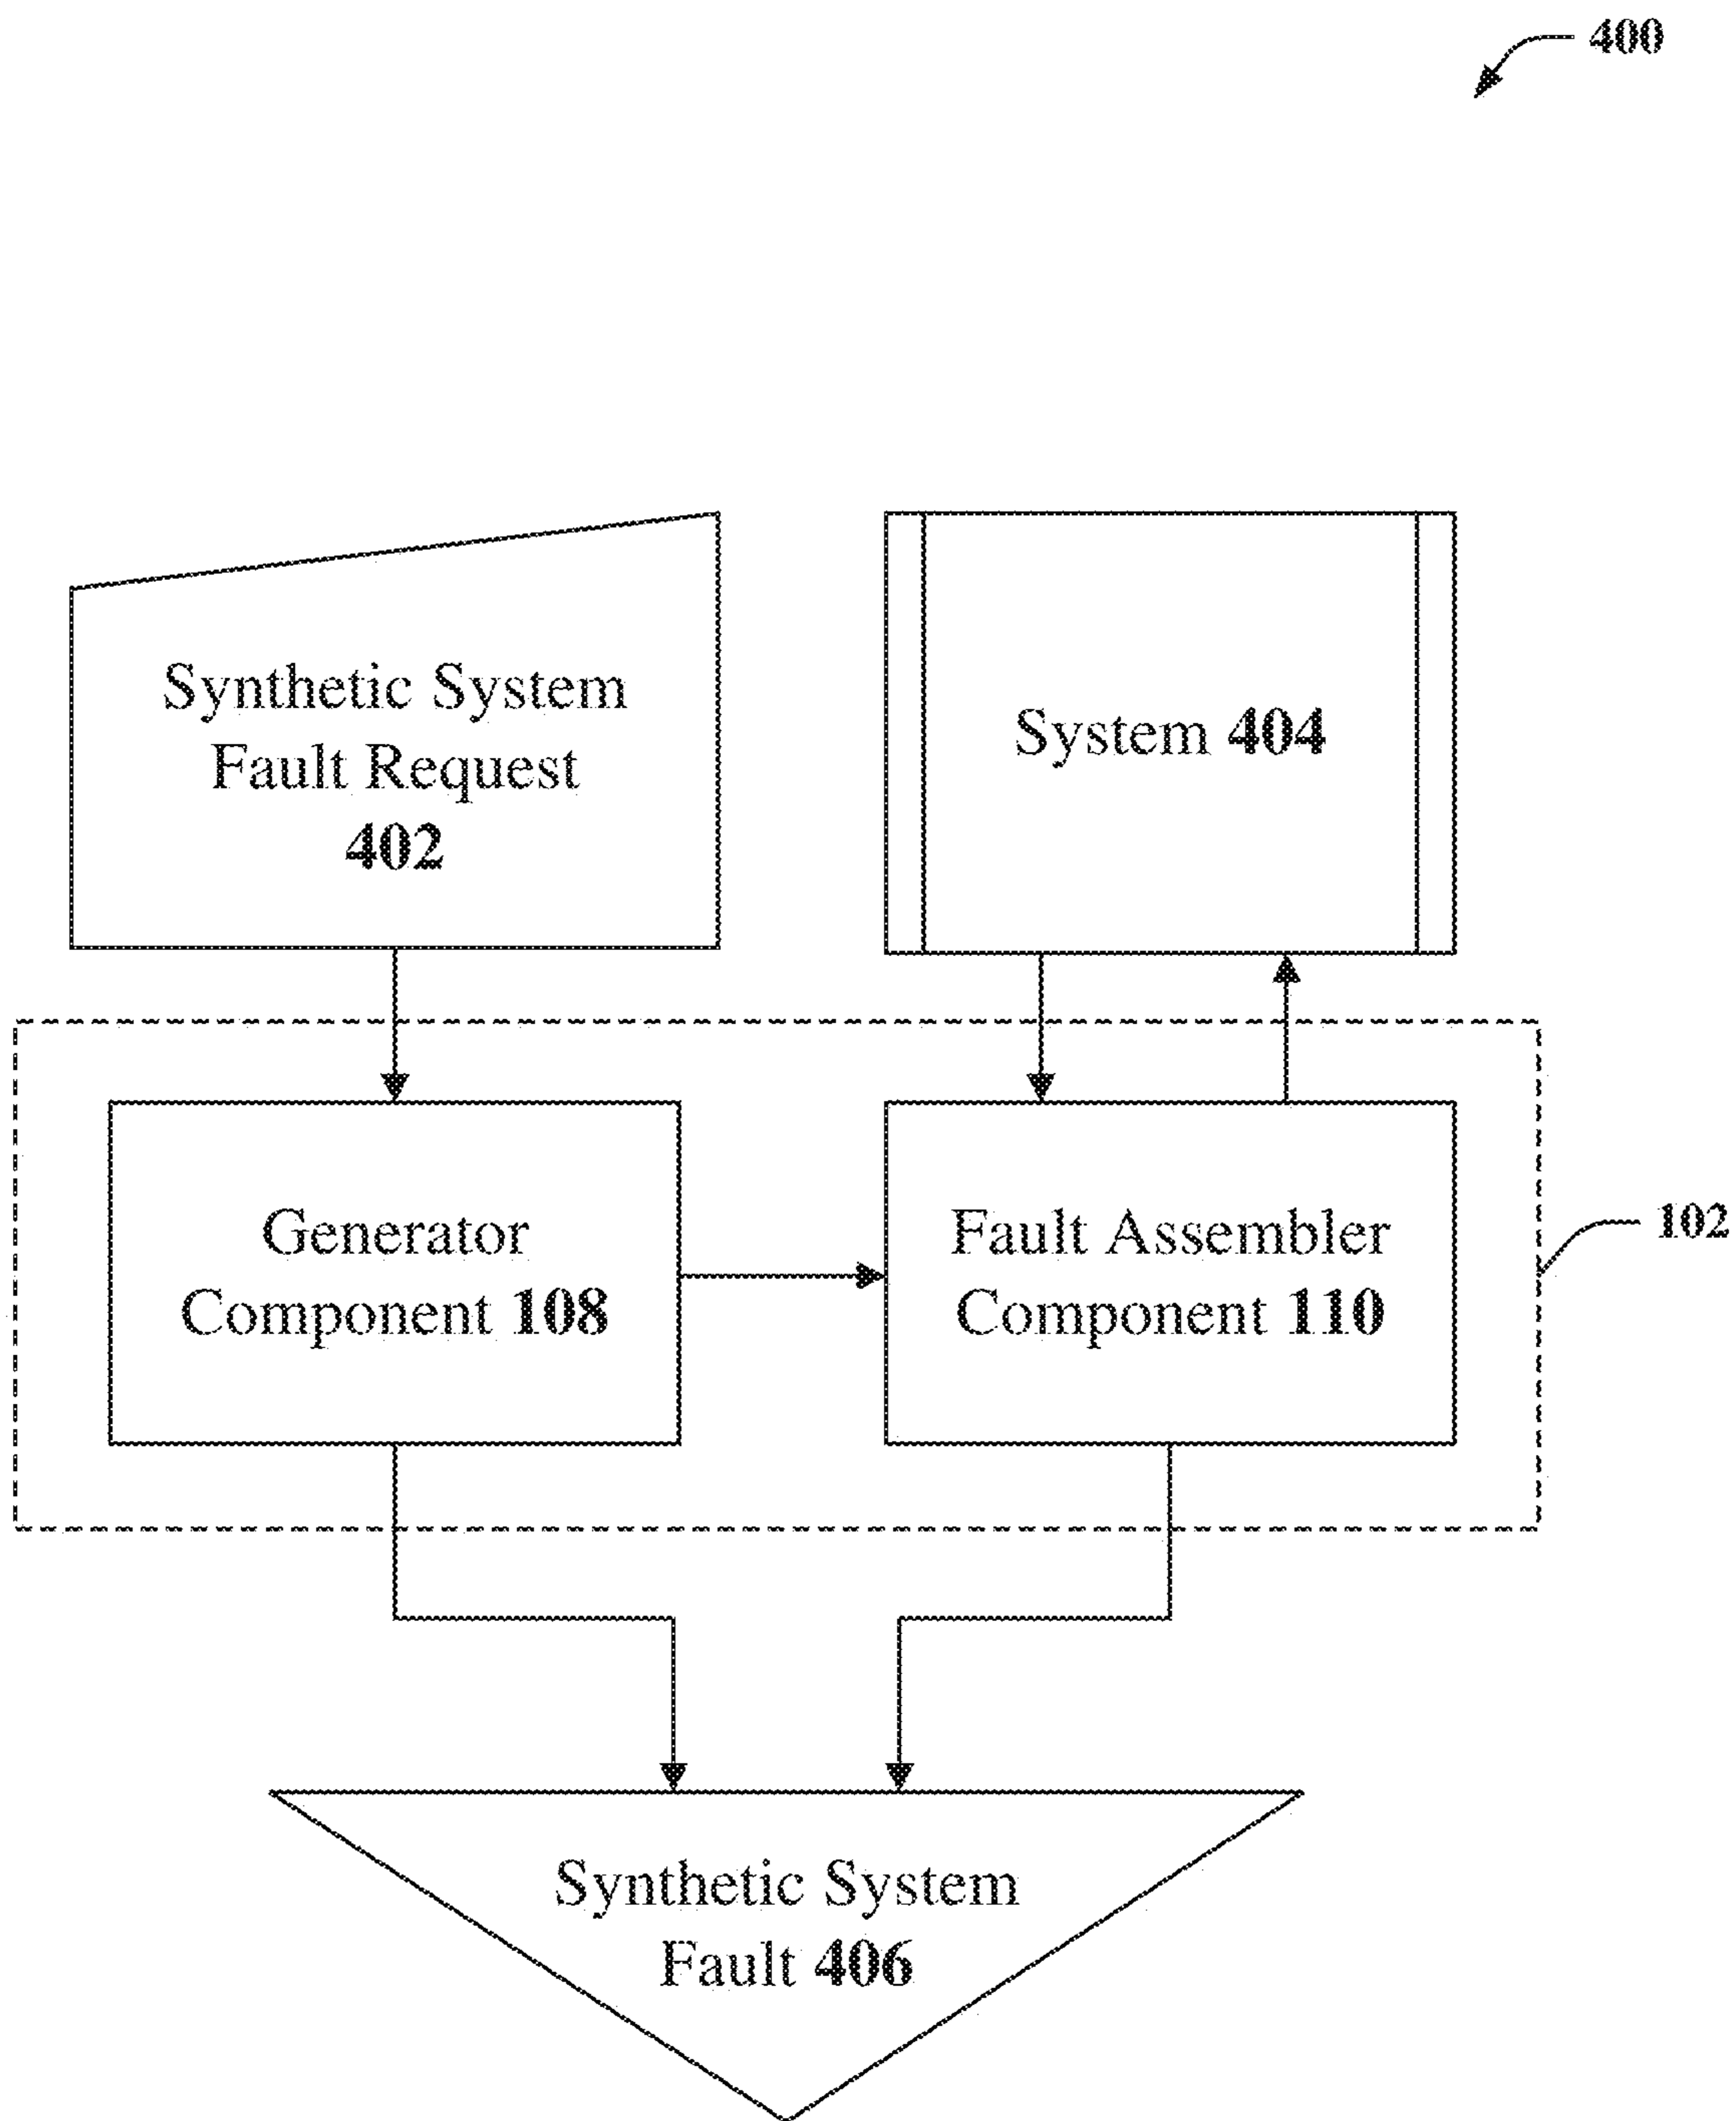 400
Synthetic System
Fault Request
402
System 404
Generator
Component 108
Fault Assembler
Component 110
102
Synthetic System
Fault 406